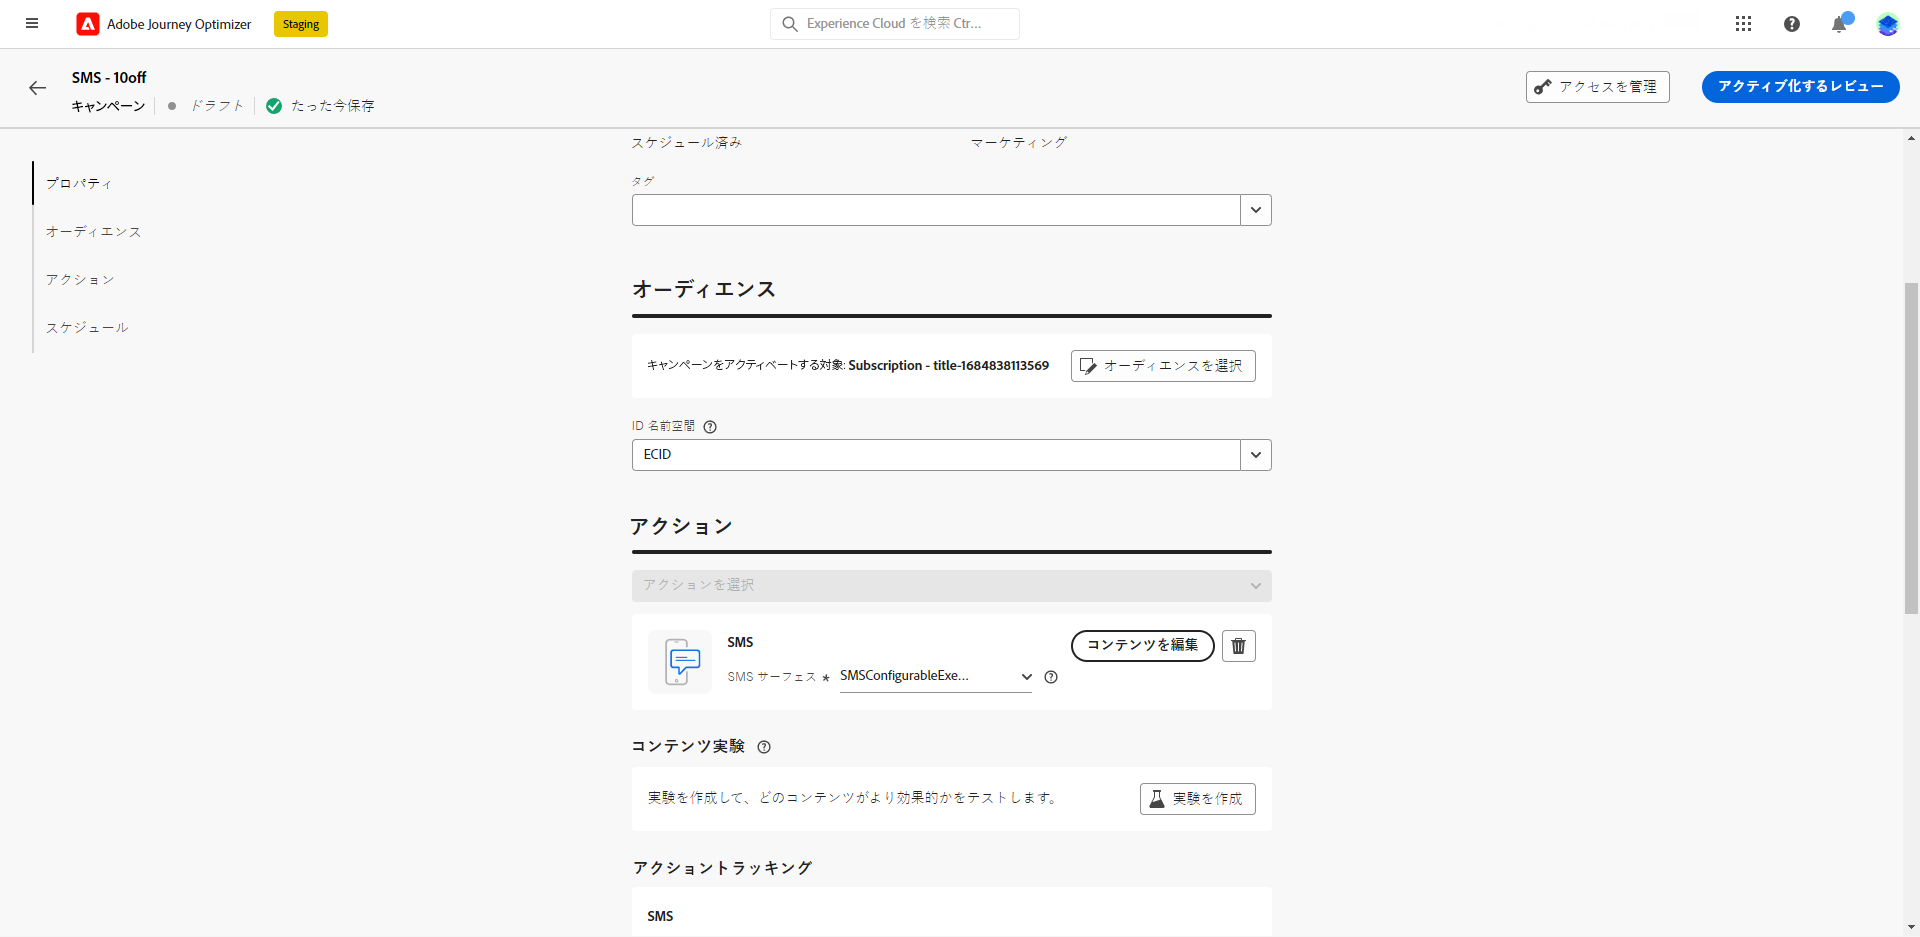 Adobe Journey Optimizer
Staging
Experience Cloud を検索 Ctr...
SMS - 10off
キャンペーン
ドラフト
たった今保存
アクセスを管理
アクティブ化するレビュー
プロパティ
オーディエンス
アクション
スケジュール
スケジュール済み
マーケティング
タグ
オーディエンス
キャンペーンをアクティベートする対象: Subscription - title-1684838113569
オーディエンスを選択
ID 名前空間
ECID
アクション
アクションを選択
SMS
コンテンツを編集
SMS サーフェス *
SMSConfigurableExe...
コンテンツ実験
実験を作成して、どのコンテンツがより効果的かをテストします。
実験を作成
アクショントラッキング
SMS